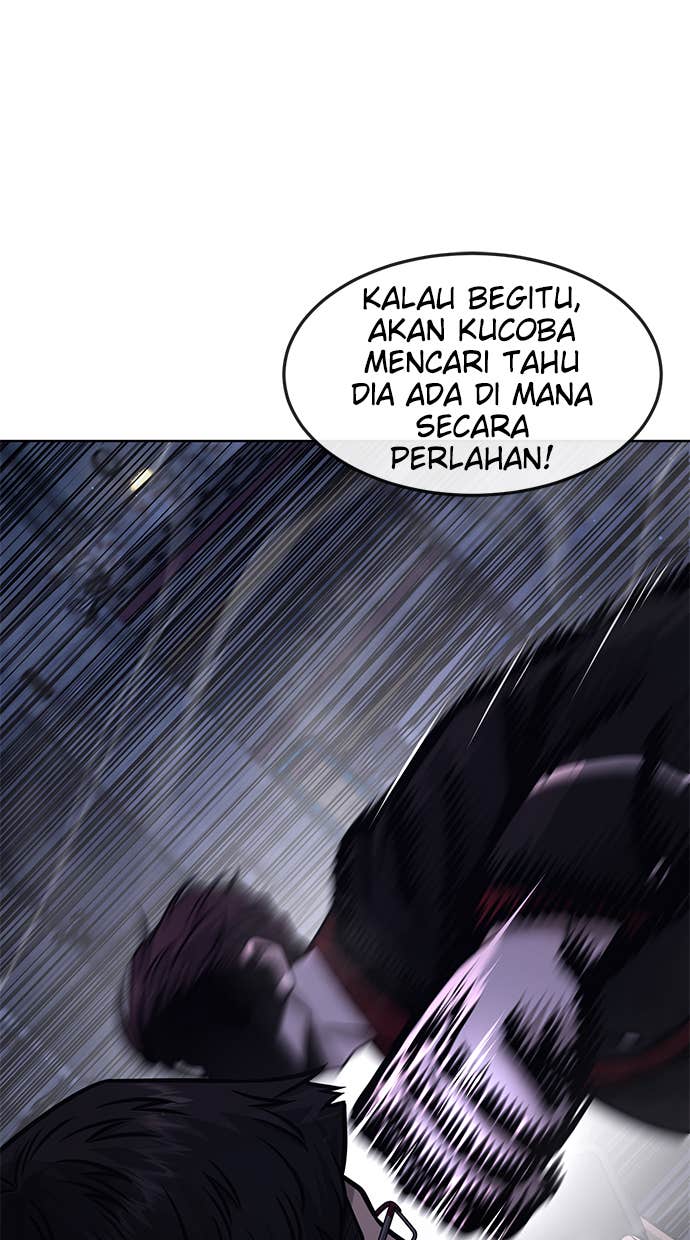 KALAU BEGITU,
AKAN KUCOBA
MENCARI TAHU
DIA ADA DI MANA
SECARA
PERLAHAN!